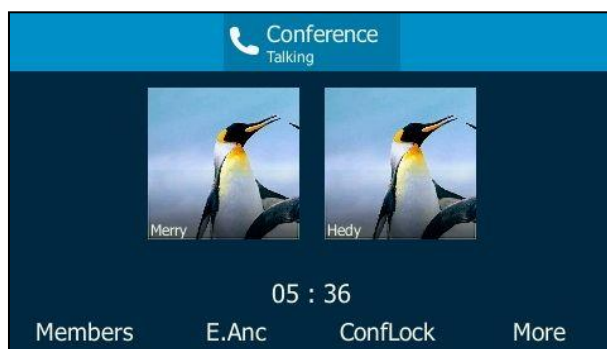 Conference
Talking
Merry Hedy
05 : 36
Members E.Anc ConfLock More